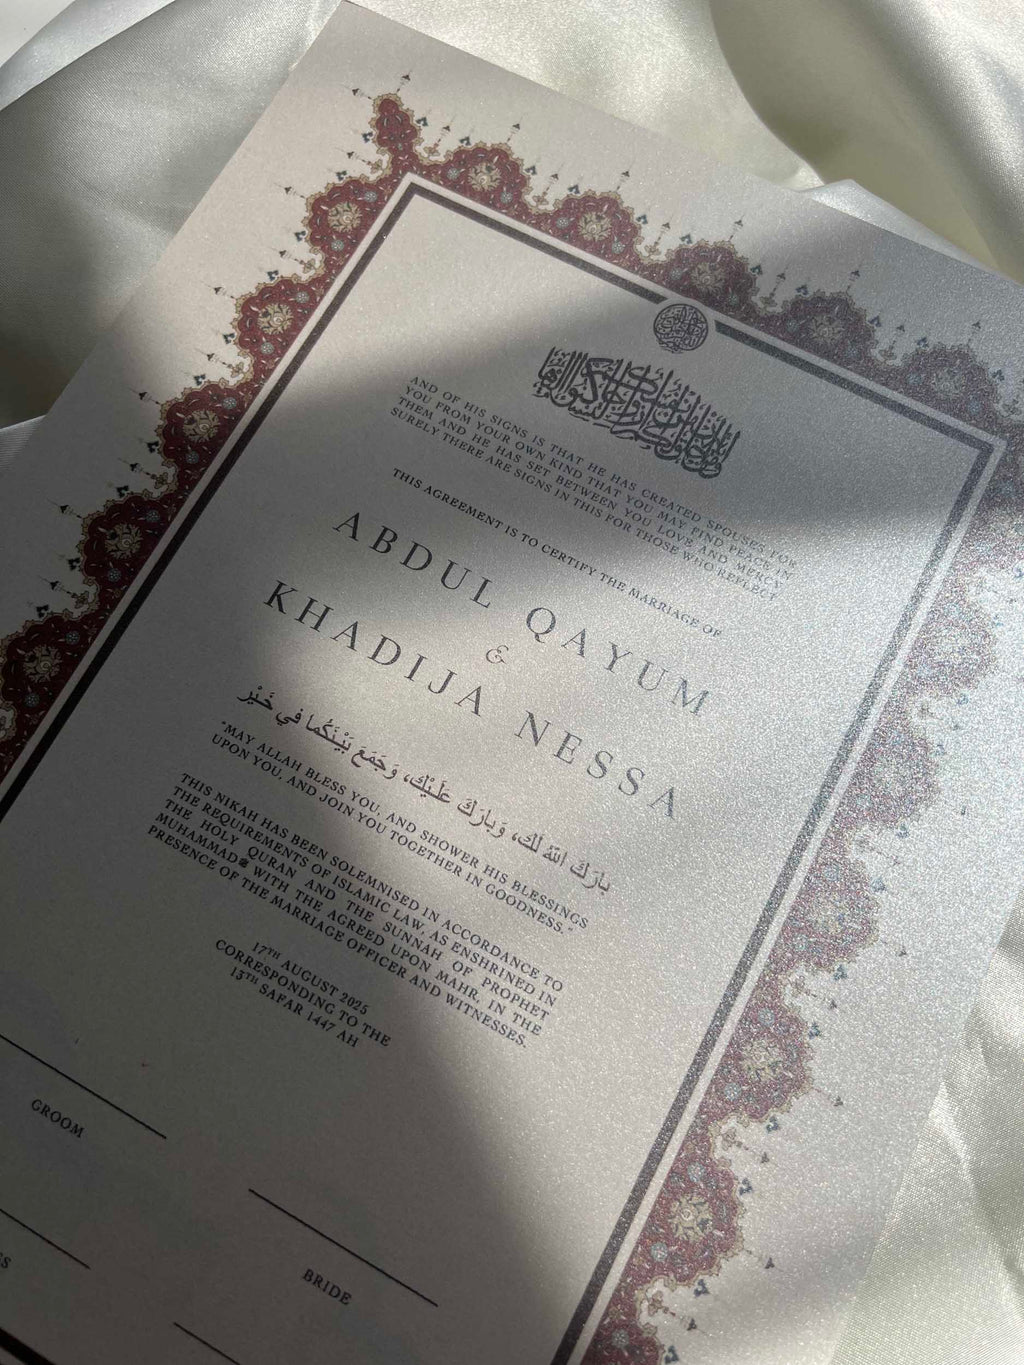 AND OF HIS SIGNS IS THAT HE HAS CREATED SPOUSES FOR
YOU FROM YOUR OWN KIND THAT YOU MAY FIND PEACE IN
THEM AND HE HAS SET BETWEEN YOU LOVE AND MERCY.
SURELY THERE ARE SIGNS IN THIS FOR THOSE WHO REFLECT
THIS AGREEMENT IS TO CERTIFY THE MARRIAGE OF
ABDUL QAYUM
&
KHADIJA NESSA
بارَكَ اللهُ لَكَ، وَبارَكَ عَلَيْكَ، وَجَمَعَ بَيْنَكُما في خَيْر
"MAY ALLAH BLESS YOU, AND SHOWER HIS BLESSINGS
UPON YOU, AND JOIN YOU TOGETHER IN GOODNESS."
THIS NIKAH HAS BEEN SOLEMNISED IN ACCORDANCE TO
THE REQUIREMENTS OF ISLAMIC LAW, AS ENSHRINED IN
THE HOLY QURAN AND THE SUNNAH OF PROPHET
MUHAMMADﷺ WITH THE AGREED UPON MAHR, IN THE
PRESENCE OF THE MARRIAGE OFFICER AND WITNESSES.
17TH AUGUST 2025
CORRESPONDING TO THE
13TH SAFAR 1447 AH
GROOM
BRIDE